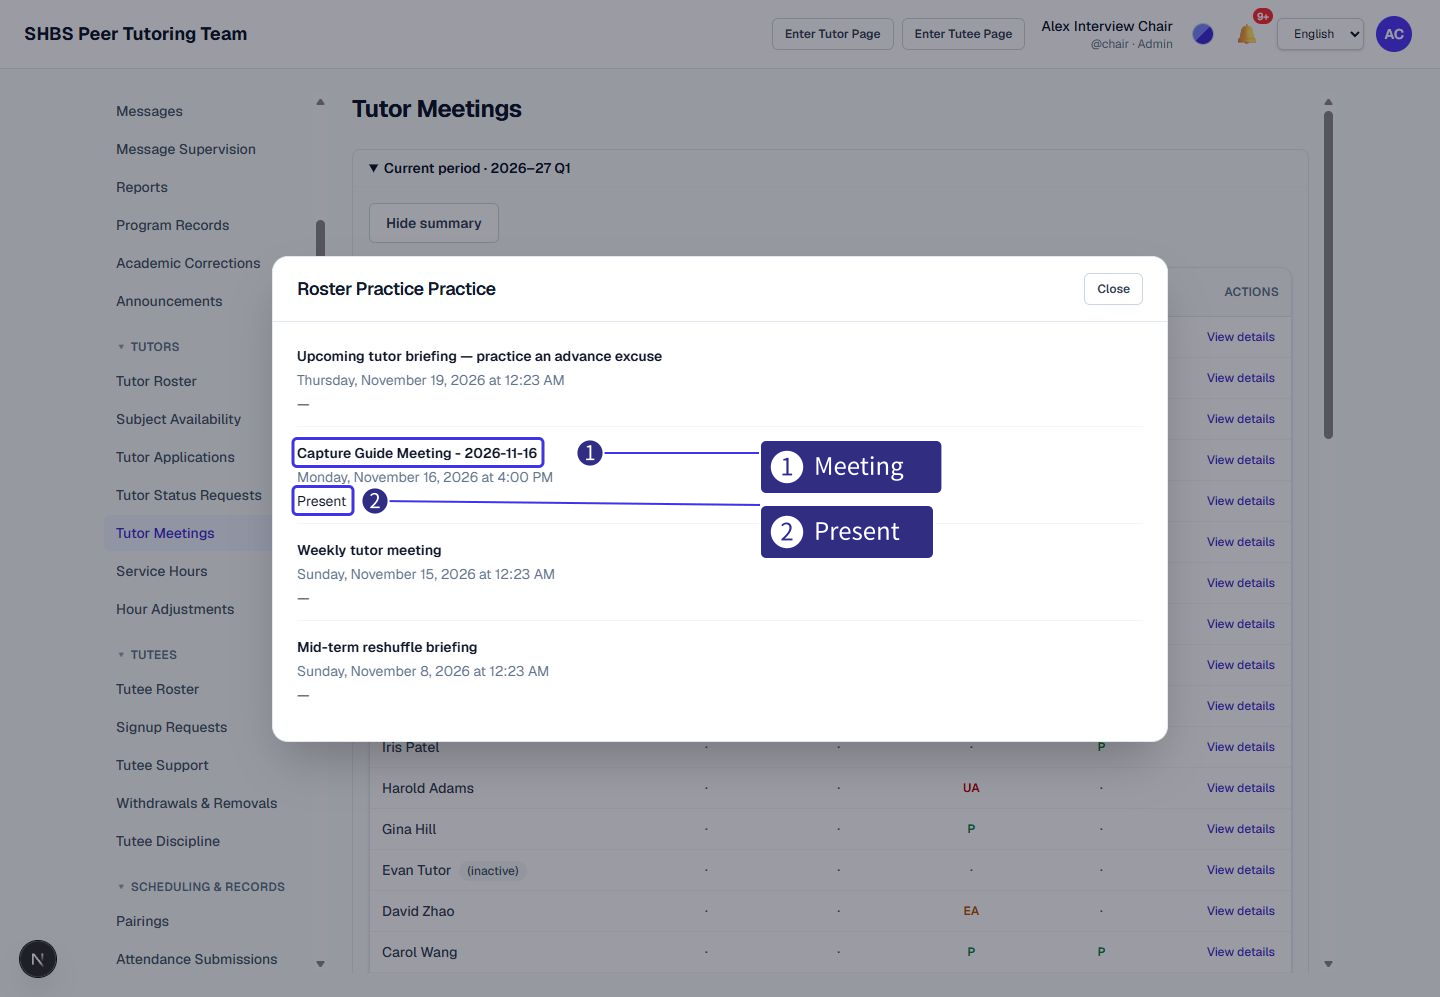 SHBS Peer Tutoring Team
Enter Tutor Page
Enter Tutee Page
Alex Interview Chair
@chair · Admin
9+
English
AC
Messages
Message Supervision
Reports
Program Records
Academic Corrections
Announcements
▼ TUTORS
Tutor Roster
Subject Availability
Tutor Applications
Tutor Status Requests
Tutor Meetings
Service Hours
Hour Adjustments
▼ TUTEES
Tutee Roster
Signup Requests
Tutee Support
Withdrawals & Removals
Tutee Discipline
▼ SCHEDULING & RECORDS
Pairings
Attendance Submissions
N
Tutor Meetings
▼ Current period · 2026–27 Q1
Hide summary
ACTIONS
View details
View details
View details
View details
View details
View details
View details
View details
View details
View details
Roster Practice Practice
Close
Upcoming tutor briefing — practice an advance excuse
Thursday, November 19, 2026 at 12:23 AM
—
Capture Guide Meeting - 2026-11-16
1
1 Meeting
Monday, November 16, 2026 at 4:00 PM
Present
2
2 Present
Weekly tutor meeting
Sunday, November 15, 2026 at 12:23 AM
—
Mid-term reshuffle briefing
Sunday, November 8, 2026 at 12:23 AM
—
Iris Patel · · · P View details
Harold Adams · · UA · View details
Gina Hill · · P · View details
Evan Tutor (inactive) · · · · View details
David Zhao · · EA · View details
Carol Wang · · P P View details